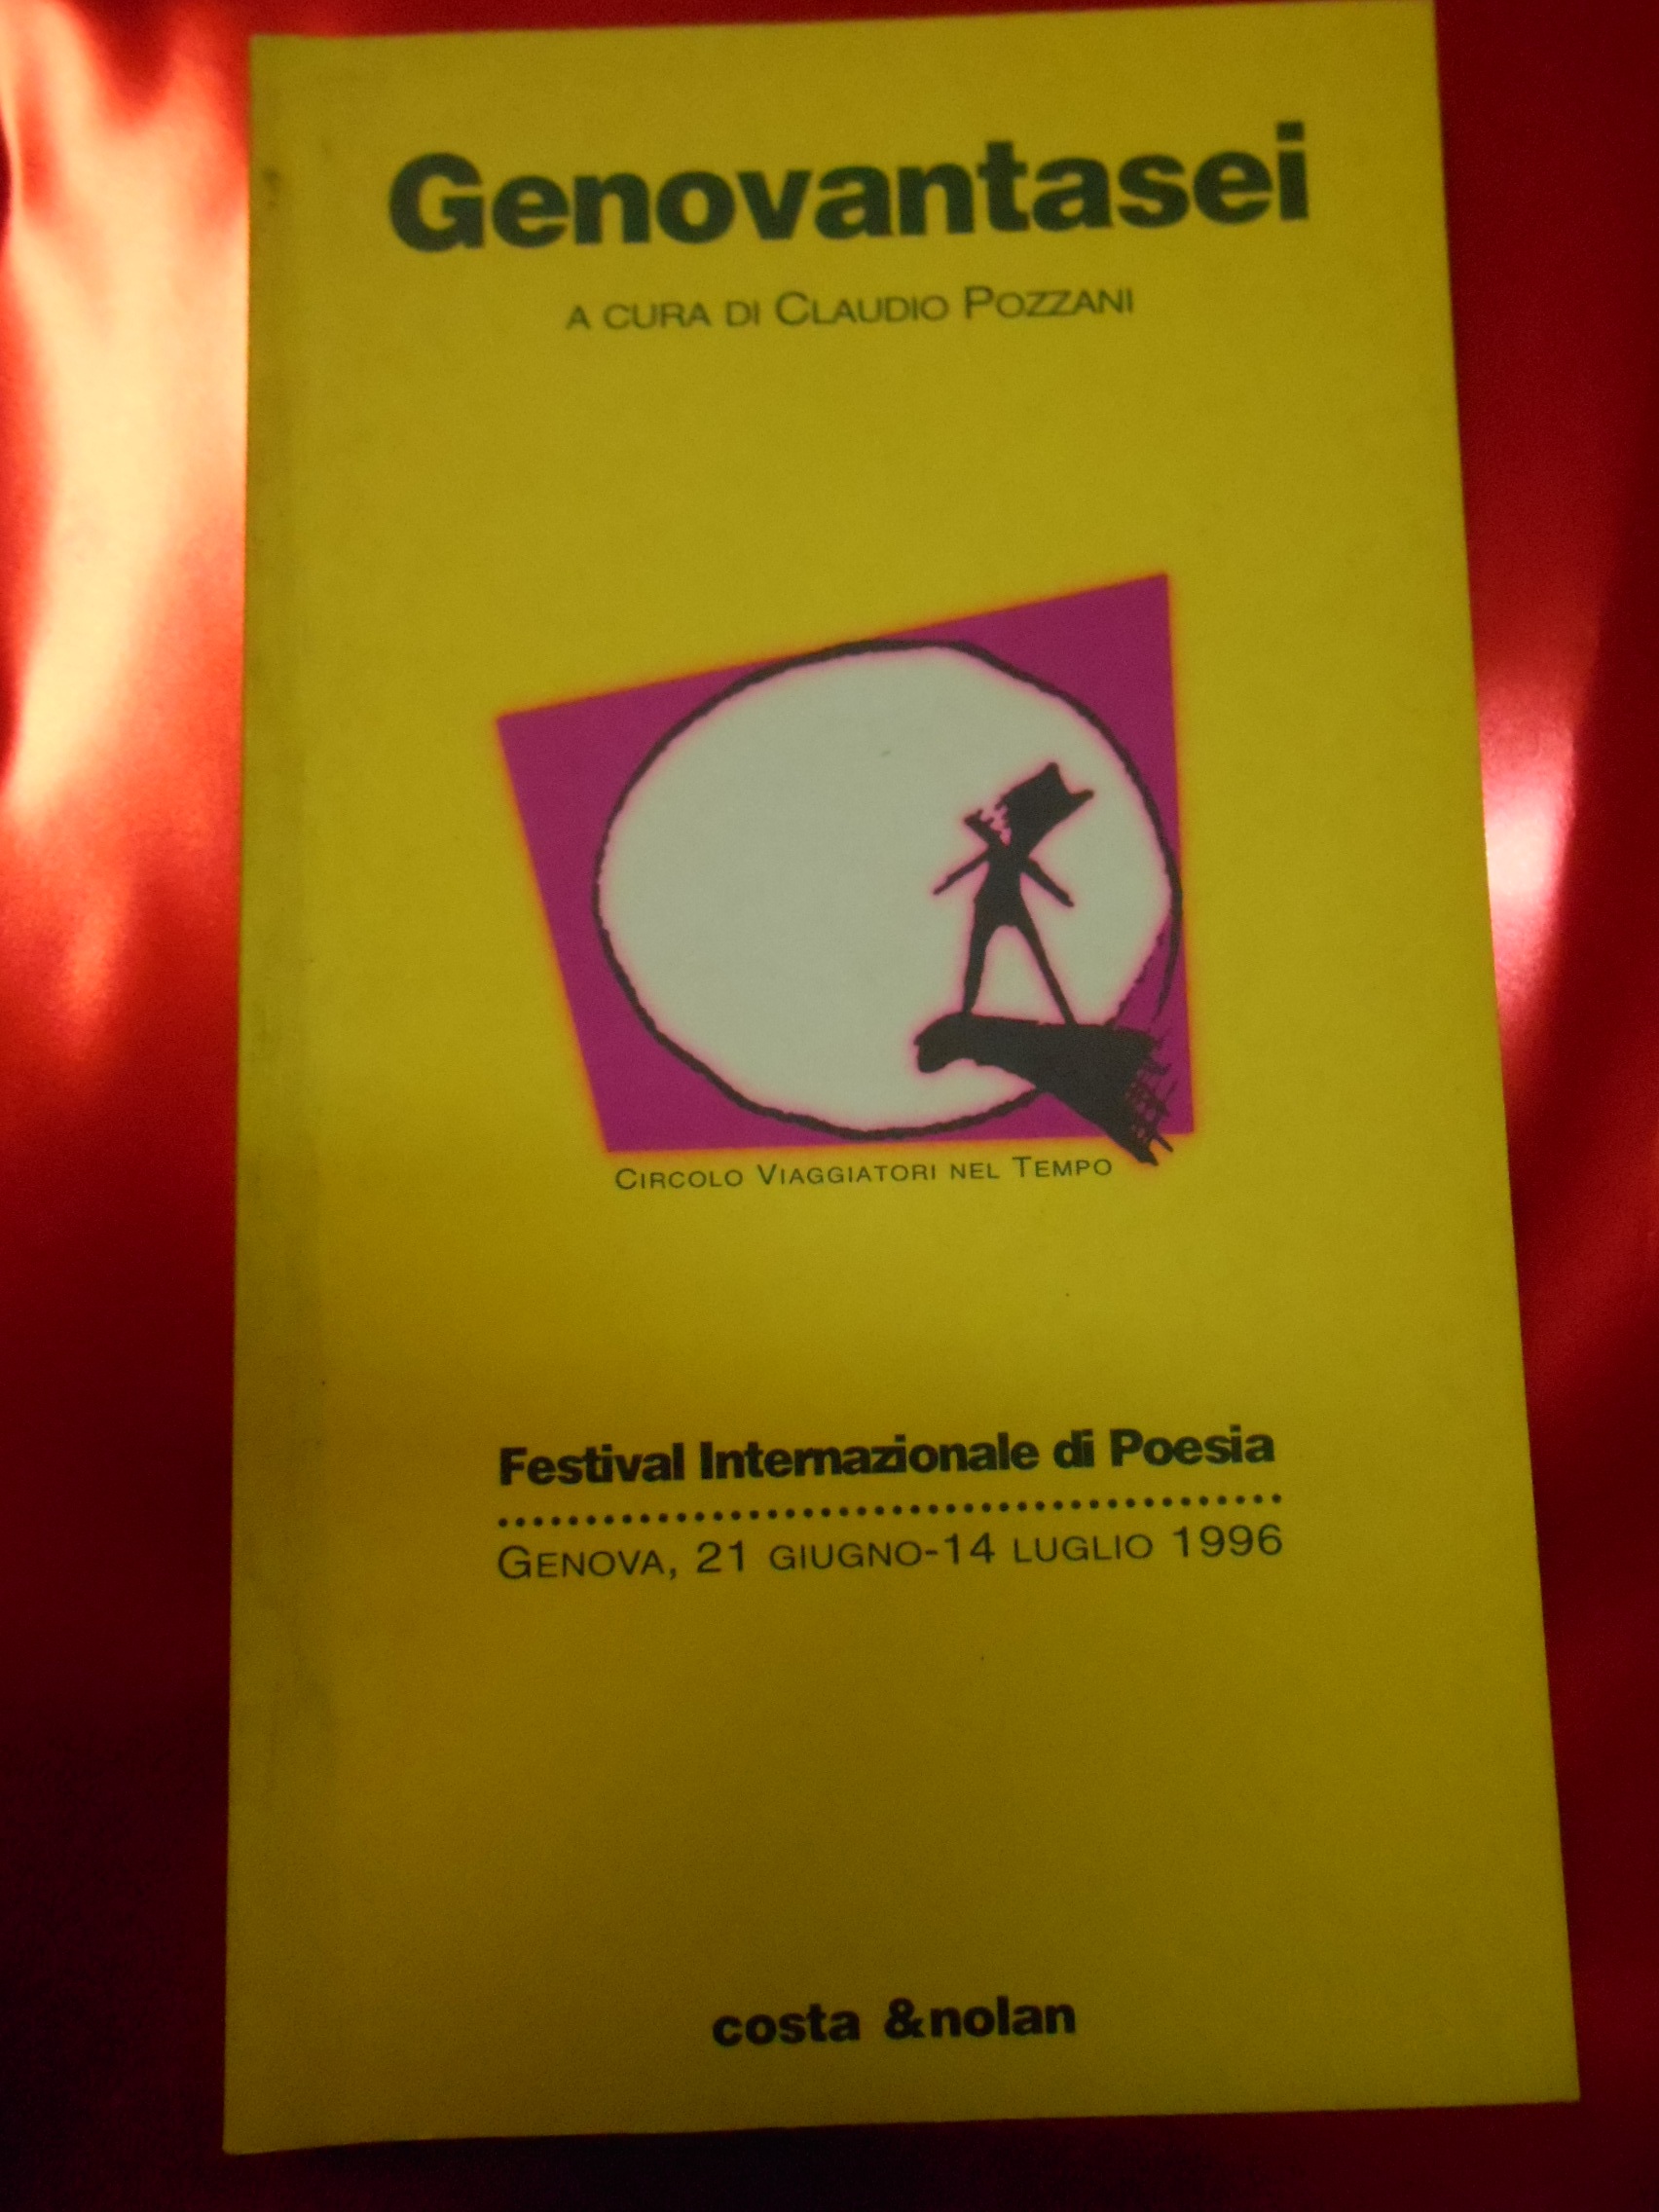 Genovantasei
A CURA DI CLAUDIO POZZANI
CIRCOLO VIAGGIATORI NEL TEMPO
Festival Internazionale di Poesia
GENOVA, 21 GIUGNO-14 LUGLIO 1996
costa &nolan